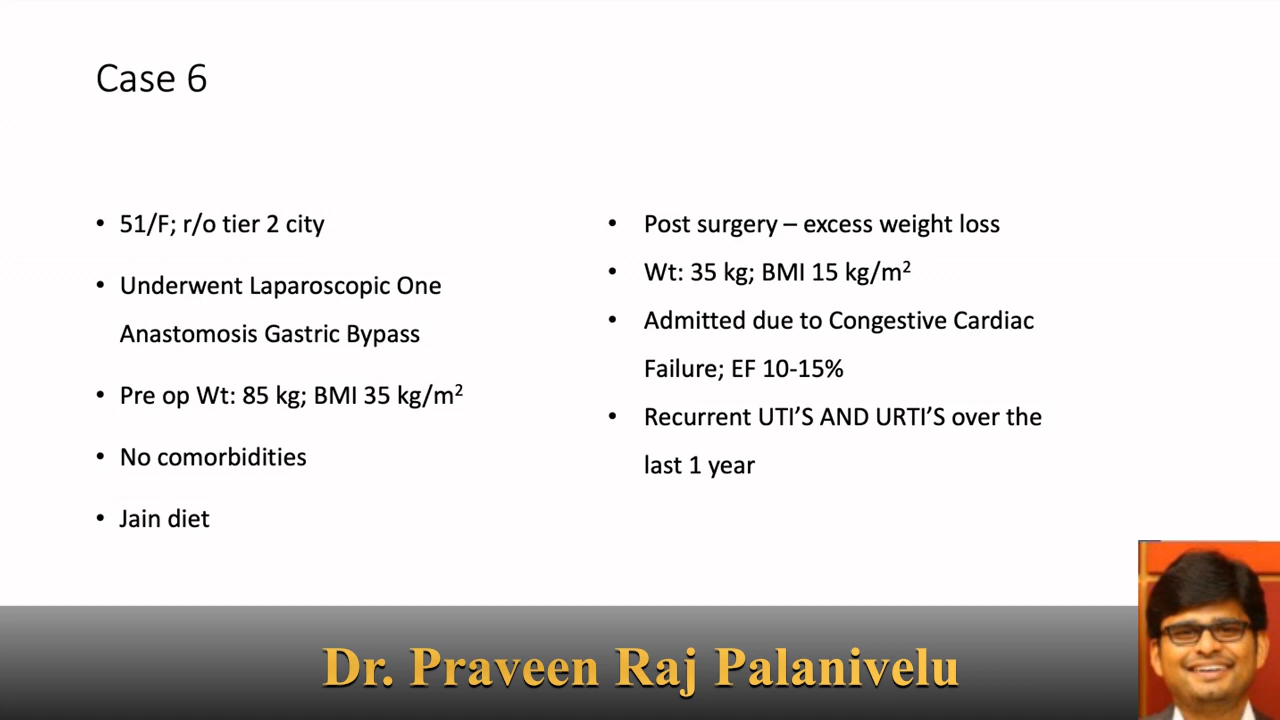 Case 6
• 51/F; r/o tier 2 city
• Underwent Laparoscopic One
Anastomosis Gastric Bypass
• Pre op Wt: 85 kg; BMI 35 kg/m²
• No comorbidities
• Jain diet
• Post surgery – excess weight loss
• Wt: 35 kg; BMI 15 kg/m²
• Admitted due to Congestive Cardiac
Failure; EF 10-15%
• Recurrent UTI’S AND URTI’S over the
last 1 year
Dr. Praveen Raj Palanivelu